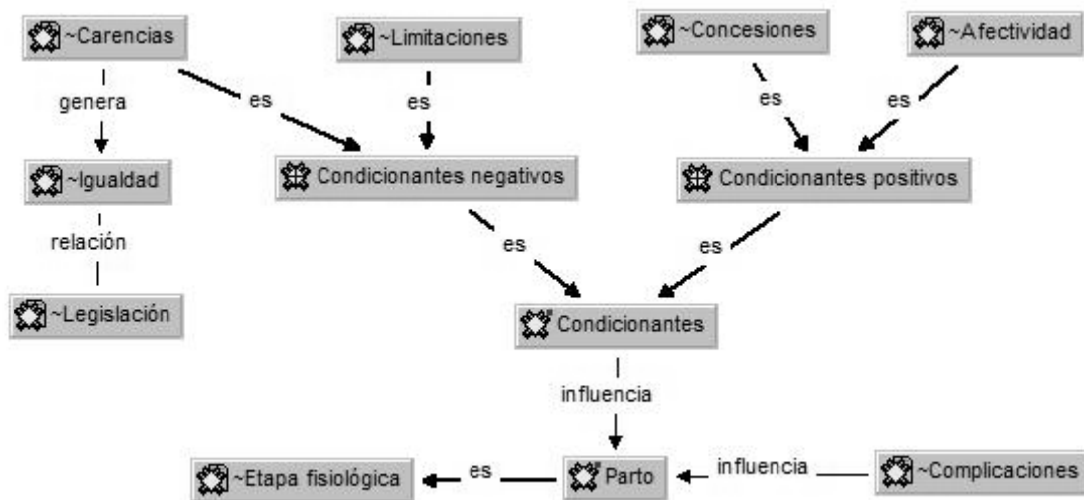 ~Carencias
~Limitaciones
~Concesiones
~Afectividad
genera
es
es
es
es
~Igualdad
Condicionantes negativos
Condicionantes positivos
relación
es
es
~Legislación
Condicionantes
influencia
~Etapa fisiológica
es
Parto
influencia
~Complicaciones